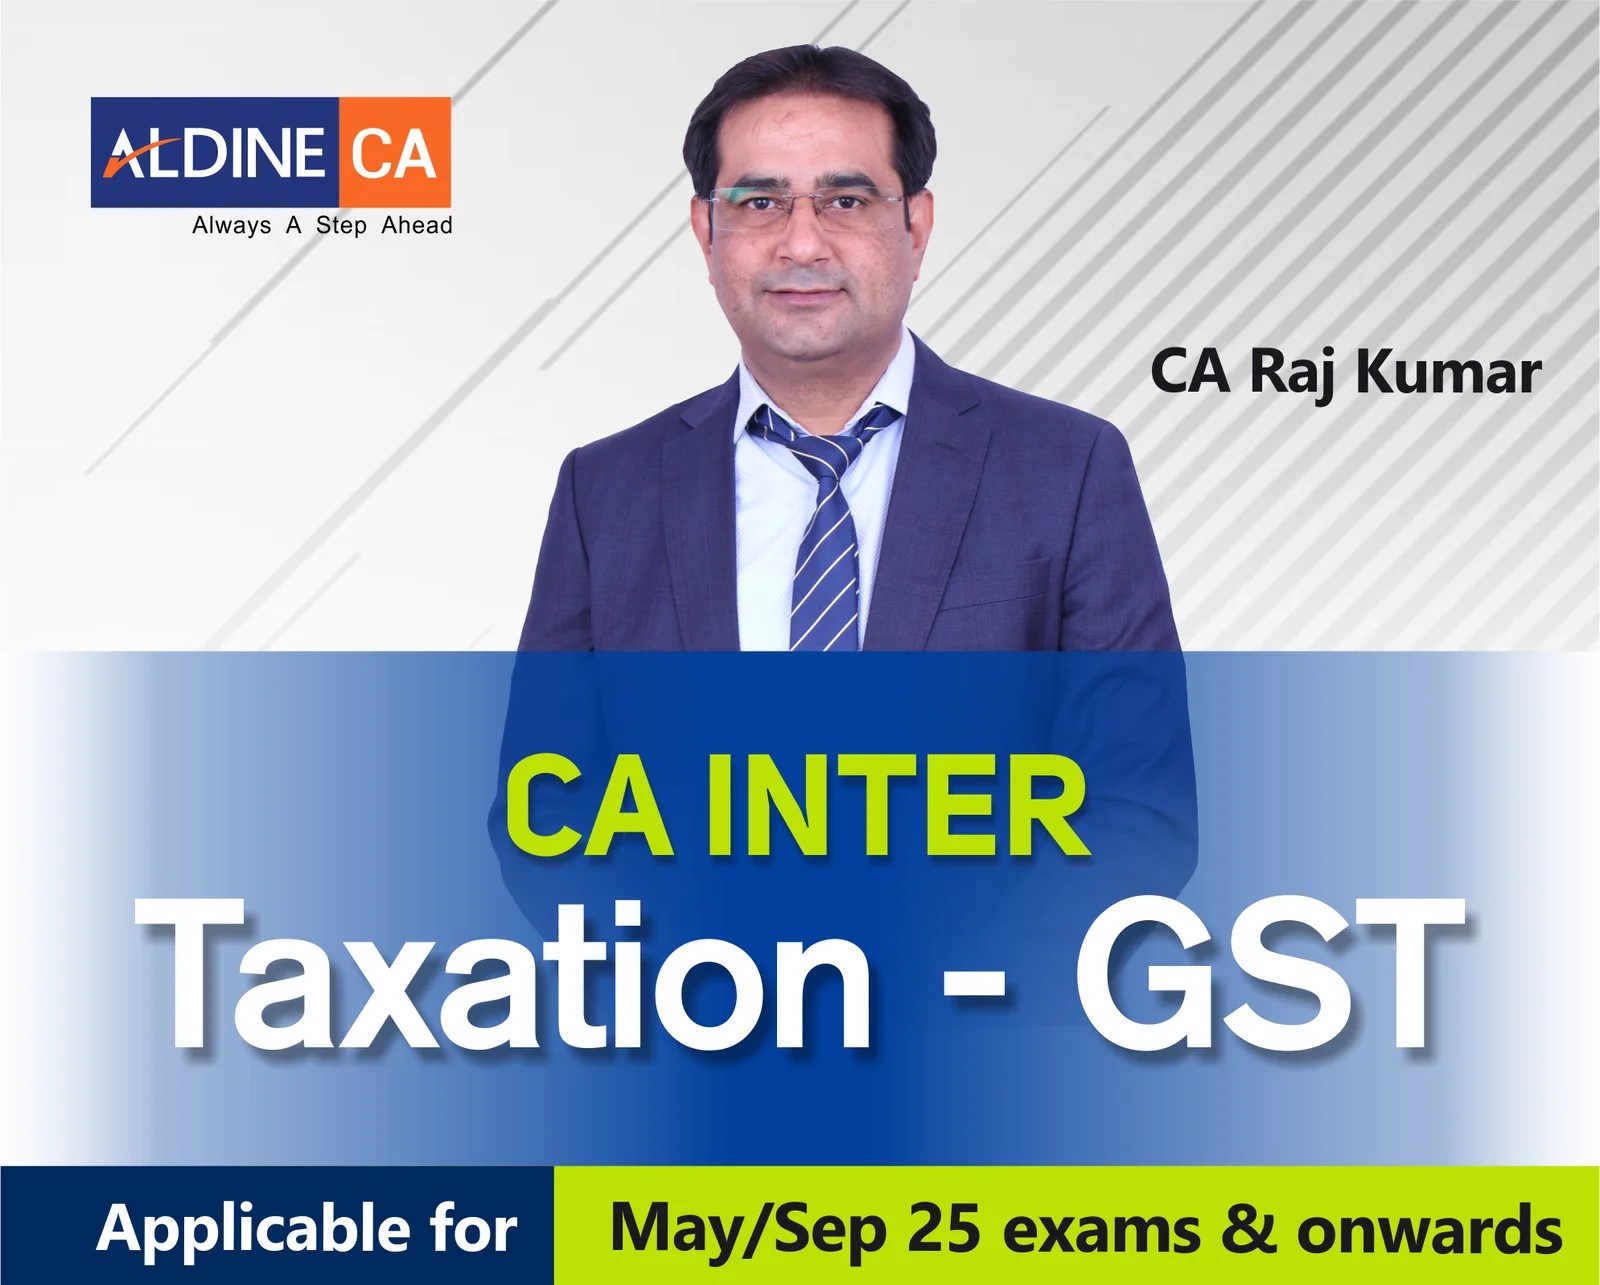 ALDINE CA
Always A Step Ahead
CA Raj Kumar
CA INTER
Taxation - GST
Applicable for May/Sep 25 exams & onwards